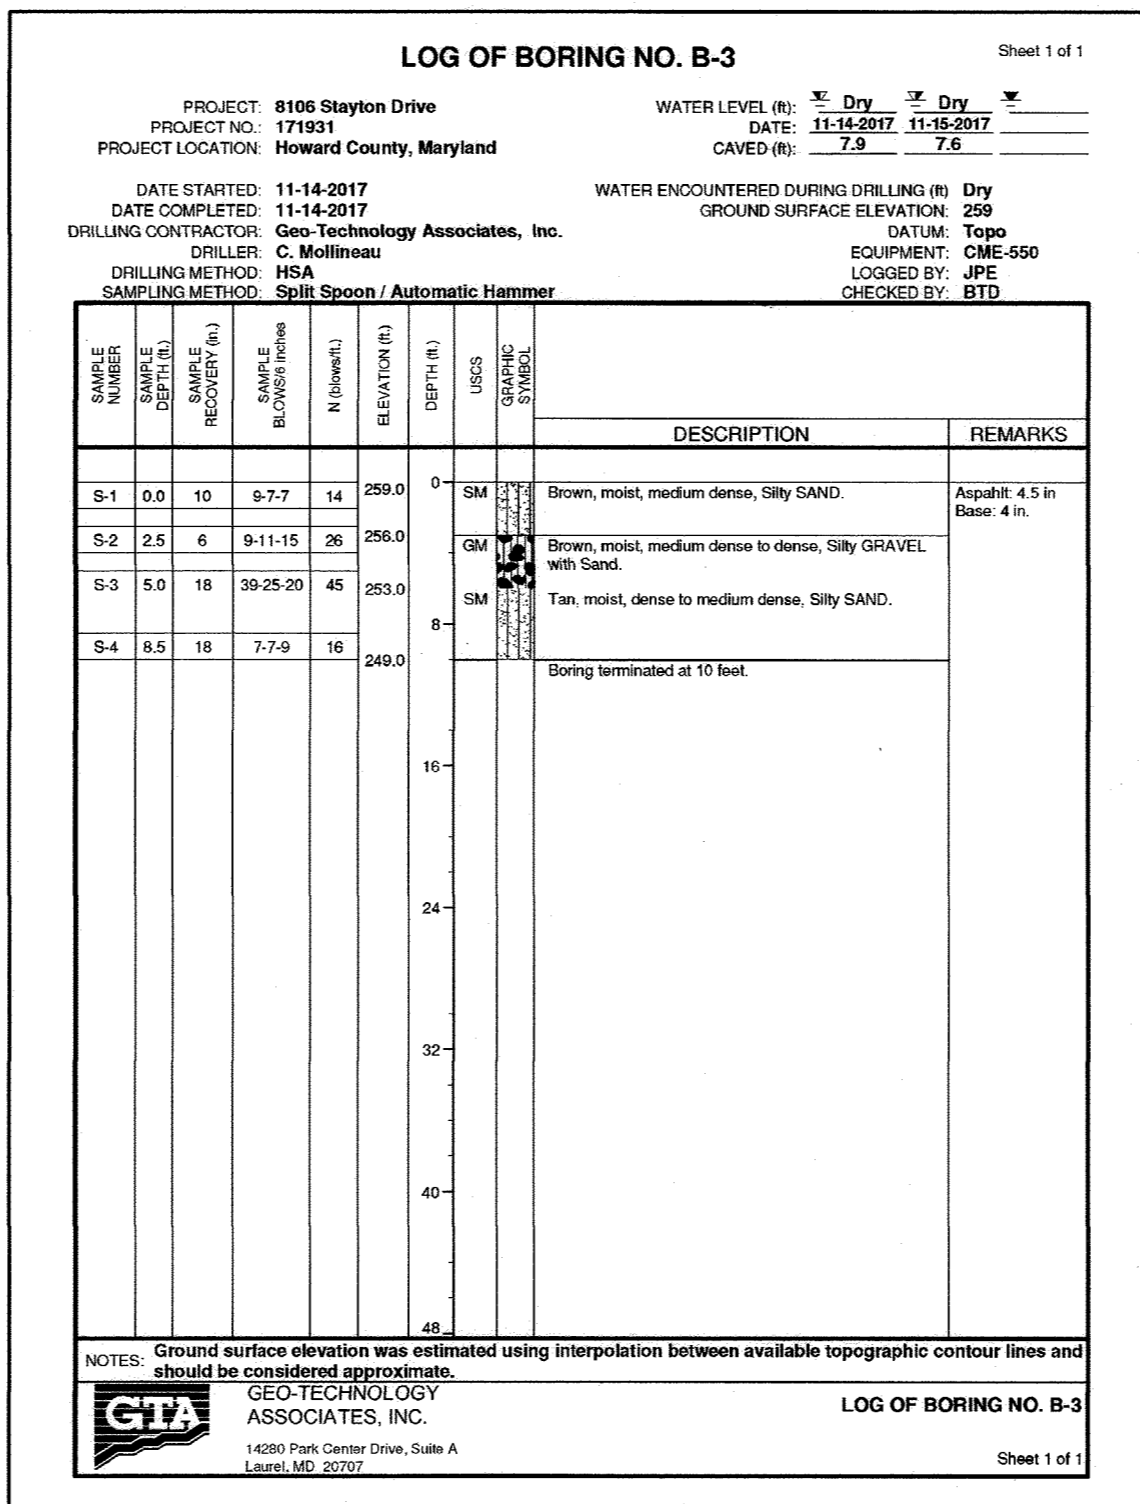 LOG OF BORING NO. B-3
Sheet 1 of 1
PROJECT: 8106 Stayton Drive
PROJECT NO.: 171931
PROJECT LOCATION: Howard County, Maryland
WATER LEVEL (ft): Dry Dry
DATE: 11-14-2017 11-15-2017
CAVED (ft): 7.9 7.6
DATE STARTED: 11-14-2017
DATE COMPLETED: 11-14-2017
DRILLING CONTRACTOR: Geo-Technology Associates, Inc.
DRILLER: C. Mollineau
DRILLING METHOD: HSA
SAMPLING METHOD: Split Spoon / Automatic Hammer
WATER ENCOUNTERED DURING DRILLING (ft) Dry
GROUND SURFACE ELEVATION: 259
DATUM: Topo
EQUIPMENT: CME-550
LOGGED BY: JPE
CHECKED BY: BTD
SAMPLE NUMBER
SAMPLE DEPTH (ft.)
SAMPLE RECOVERY (in.)
SAMPLE BLOWS/6 inches
N (blows/ft.)
ELEVATION (ft.)
DEPTH (ft.)
USCS
GRAPHIC SYMBOL
DESCRIPTION
REMARKS
S-1 0.0 10 9-7-7 14 259.0 0 SM Brown, moist, medium dense, Silty SAND. Aspahlt: 4.5 in
Base: 4 in.
S-2 2.5 6 9-11-15 26 256.0 GM Brown, moist, medium dense to dense, Silty GRAVEL
with Sand.
S-3 5.0 18 39-25-20 45 253.0 SM Tan, moist, dense to medium dense, Silty SAND.
8
S-4 8.5 18 7-7-9 16
249.0 Boring terminated at 10 feet.
16
24
32
40
48
NOTES: Ground surface elevation was estimated using interpolation between available topographic contour lines and
should be considered approximate.
GTA
GEO-TECHNOLOGY
ASSOCIATES, INC.
14280 Park Center Drive, Suite A
Laurel, MD 20707
LOG OF BORING NO. B-3
Sheet 1 of 1